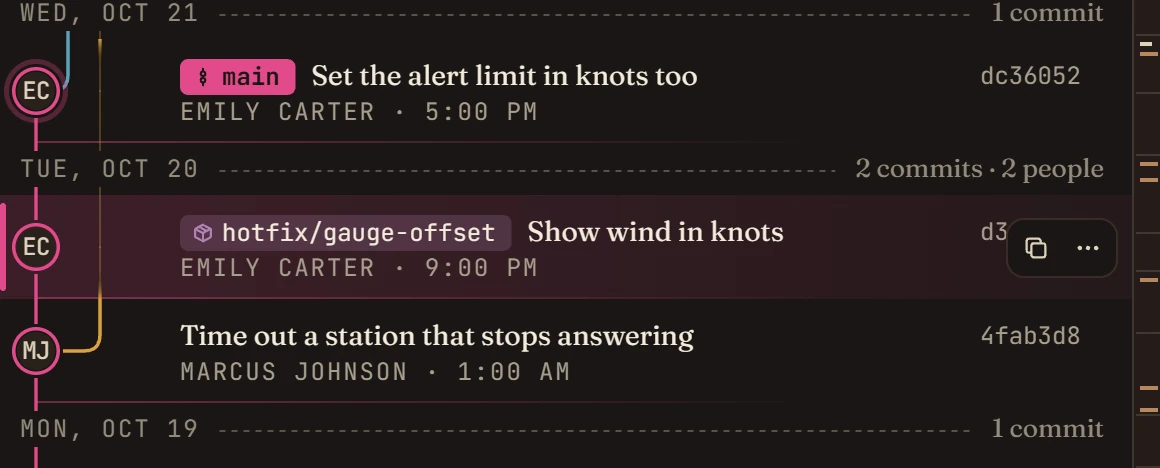 WED, OCT 21 1 commit
EC main Set the alert limit in knots too dc36052
EMILY CARTER · 5:00 PM
TUE, OCT 20 2 commits · 2 people
EC hotfix/gauge-offset Show wind in knots d3
EMILY CARTER · 9:00 PM
MJ Time out a station that stops answering 4fab3d8
MARCUS JOHNSON · 1:00 AM
MON, OCT 19 1 commit